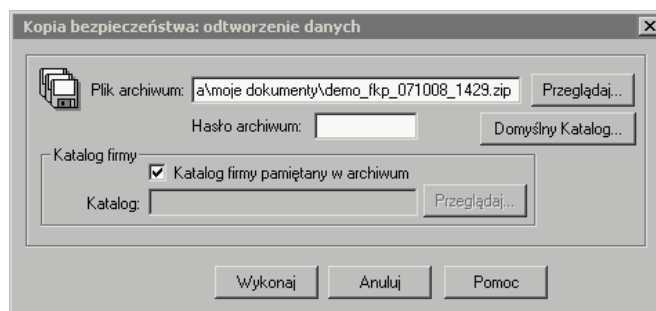 Kopia bezpieczeństwa: odtworzenie danych
Plik archiwum: a\moje dokumenty\demo_fkp_071008_1429.zip Przeglądaj...
Hasło archiwum: Domyślny Katalog...
Katalog firmy
Katalog firmy pamiętany w archiwum
Katalog: Przeglądaj...
Wykonaj Anuluj Pomoc